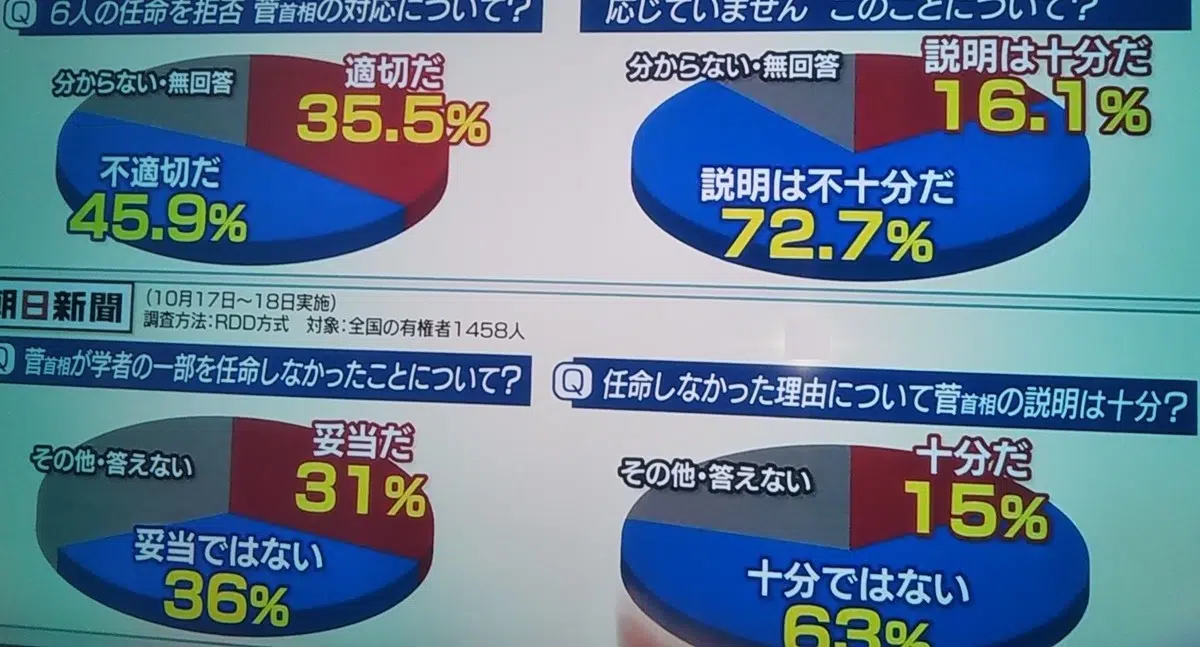 Q 6人の任命を拒否 菅首相の対応について?
応じていません このことについて?
分からない・無回答
適切だ
35.5%
不適切だ
45.9%
分からない・無回答
説明は十分だ
16.1%
説明は不十分だ
72.7%
朝日新聞
(10月17日~18日実施)
調査方法:RDD方式 対象:全国の有権者1458人
Q 菅首相が学者の一部を任命しなかったことについて?
Q 任命しなかった理由について菅首相の説明は十分?
その他・答えない
妥当だ
31%
妥当ではない
36%
その他・答えない
十分だ
15%
十分ではない
63%